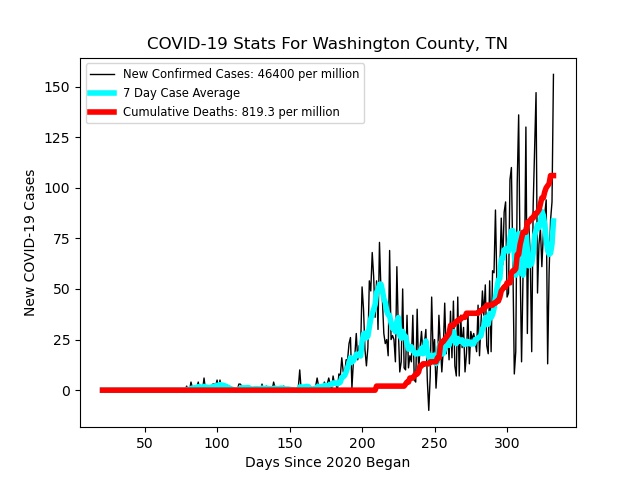 COVID-19 Stats For Washington County, TN
New Confirmed Cases: 46400 per million
7 Day Case Average
Cumulative Deaths: 819.3 per million
New COVID-19 Cases
150
125
100
75
50
25
0
50
100
150
200
250
300
Days Since 2020 Began